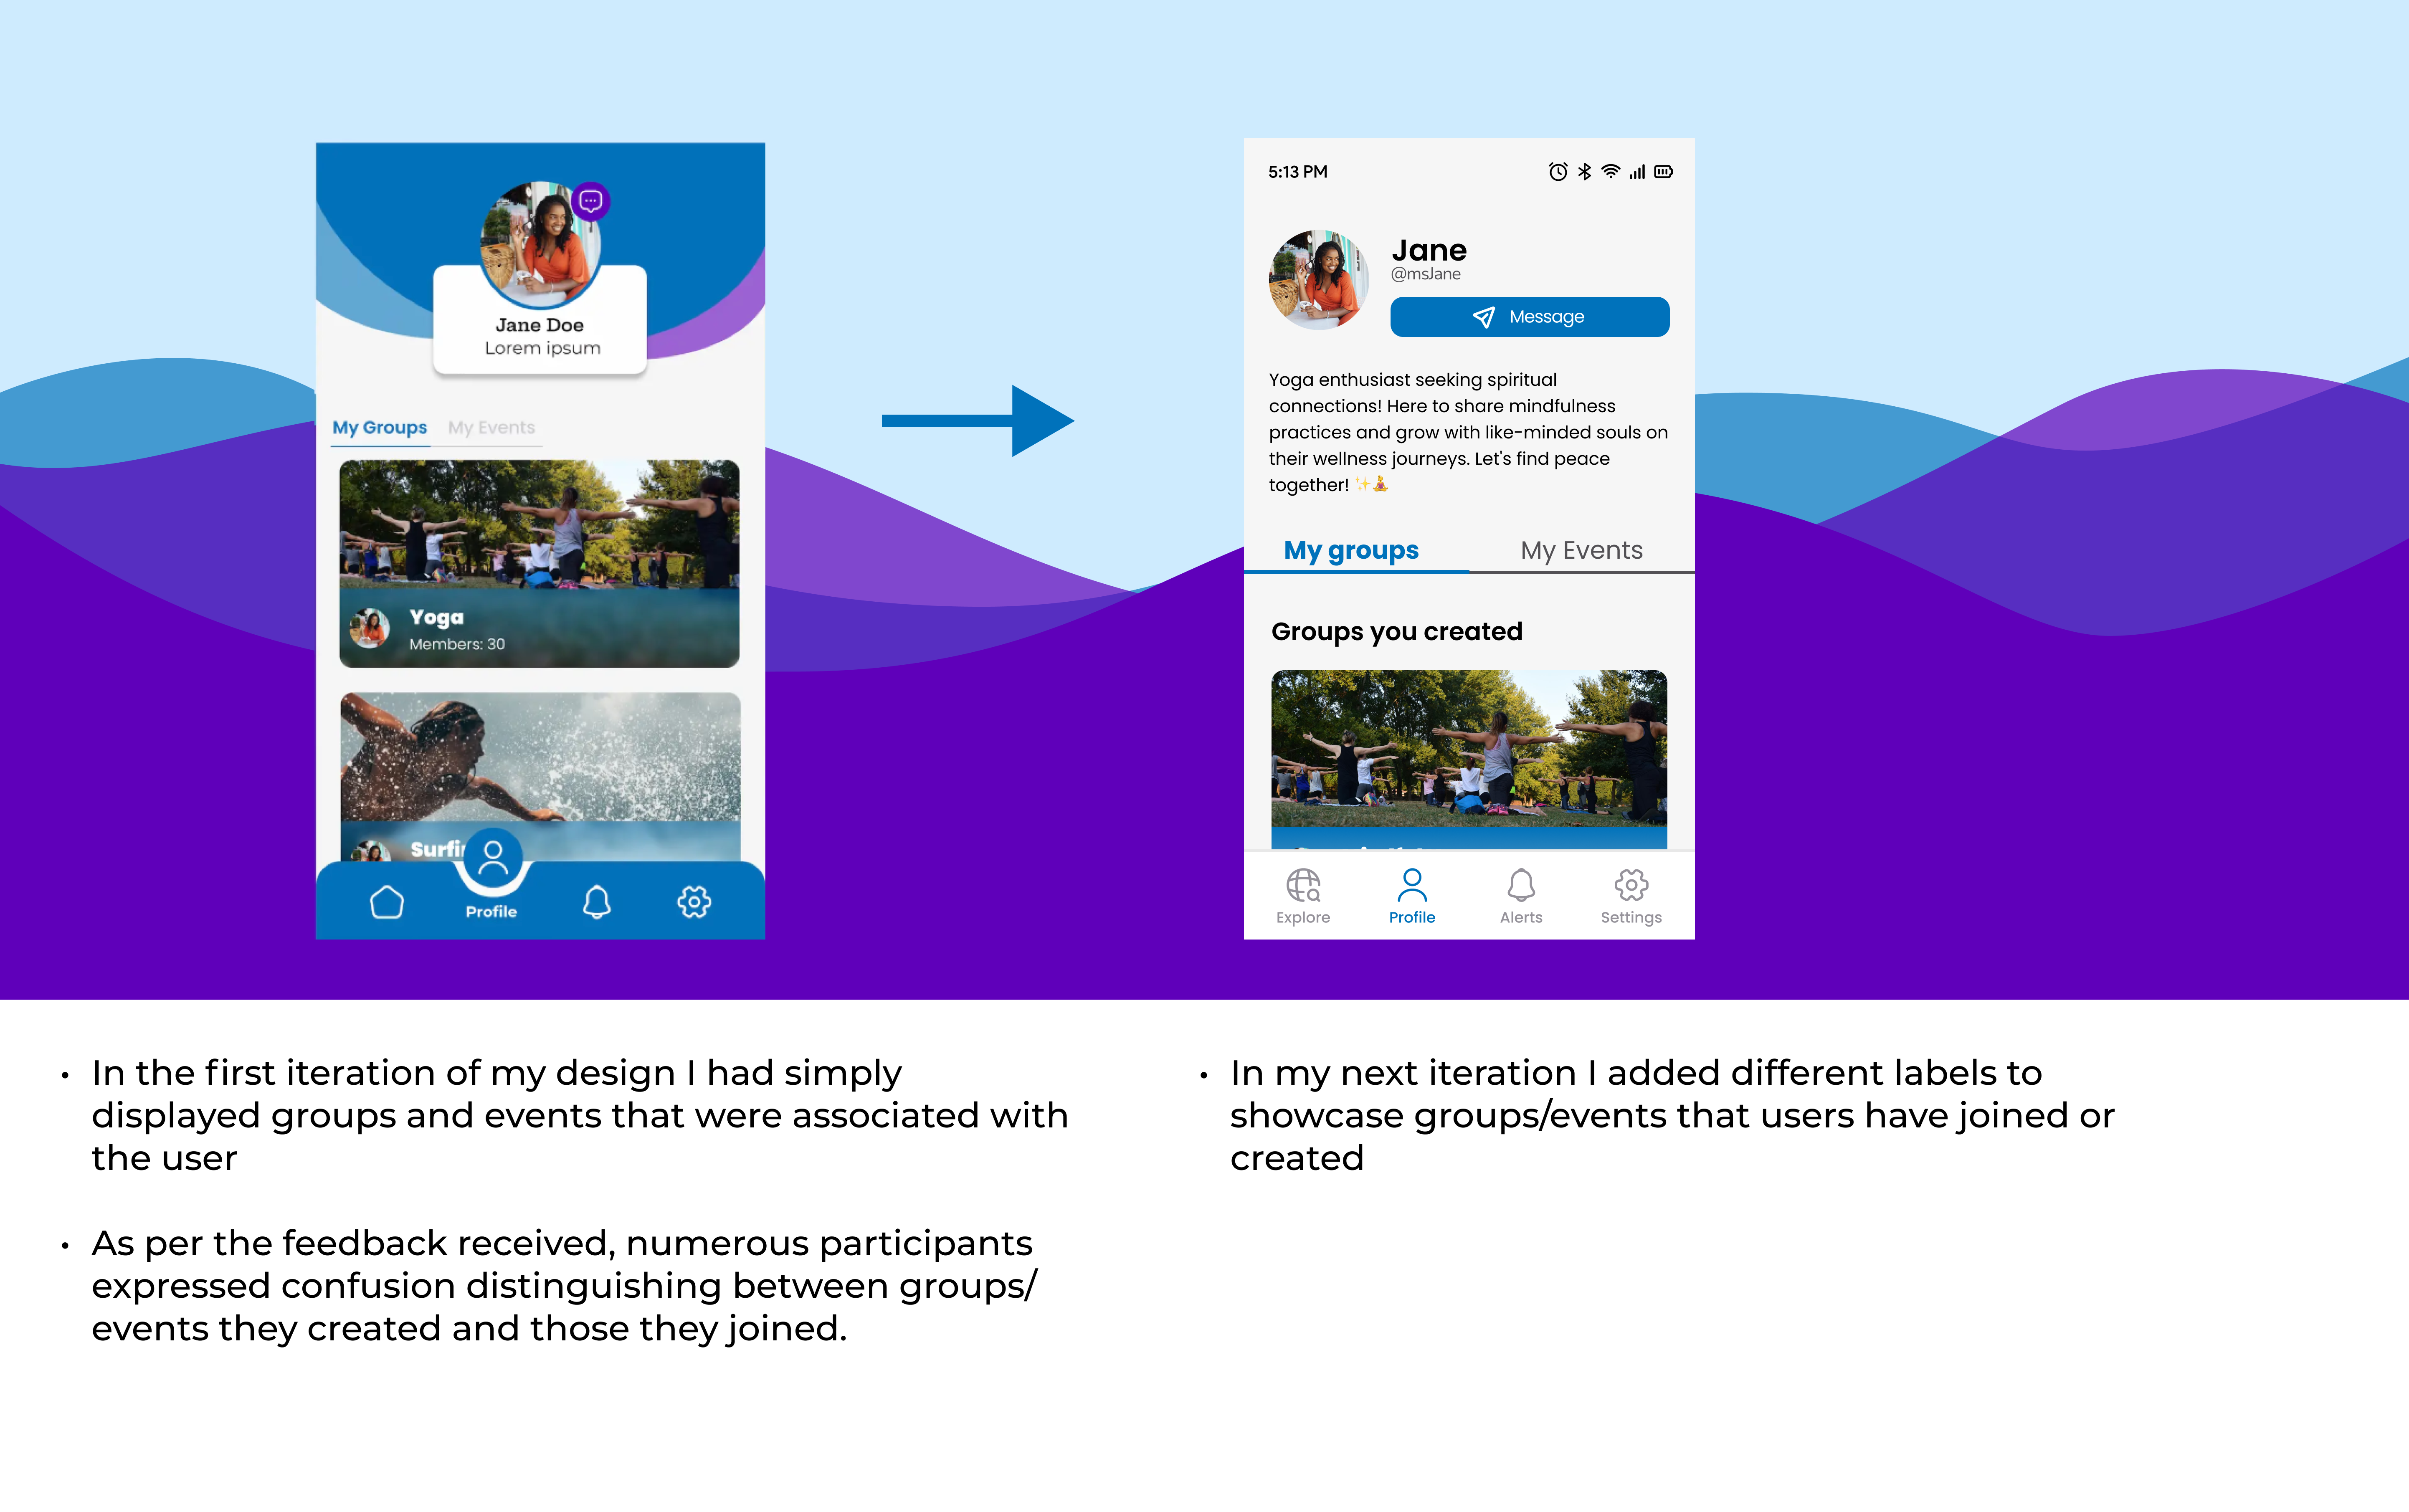 Jane Doe
Lorem ipsum
My Groups My Events
Yoga
Members: 30
Profile
5:13 PM
Jane
@msJane
Message
Yoga enthusiast seeking spiritual
connections! Here to share mindfulness
practices and grow with like-minded souls on
their wellness journeys. Let's find peace
together! ✨🧘
My groups My Events
Groups you created
Explore Profile Alerts Settings
• In the first iteration of my design I had simply
displayed groups and events that were associated with
the user
• As per the feedback received, numerous participants
expressed confusion distinguishing between groups/
events they created and those they joined.
• In my next iteration I added different labels to
showcase groups/events that users have joined or
created